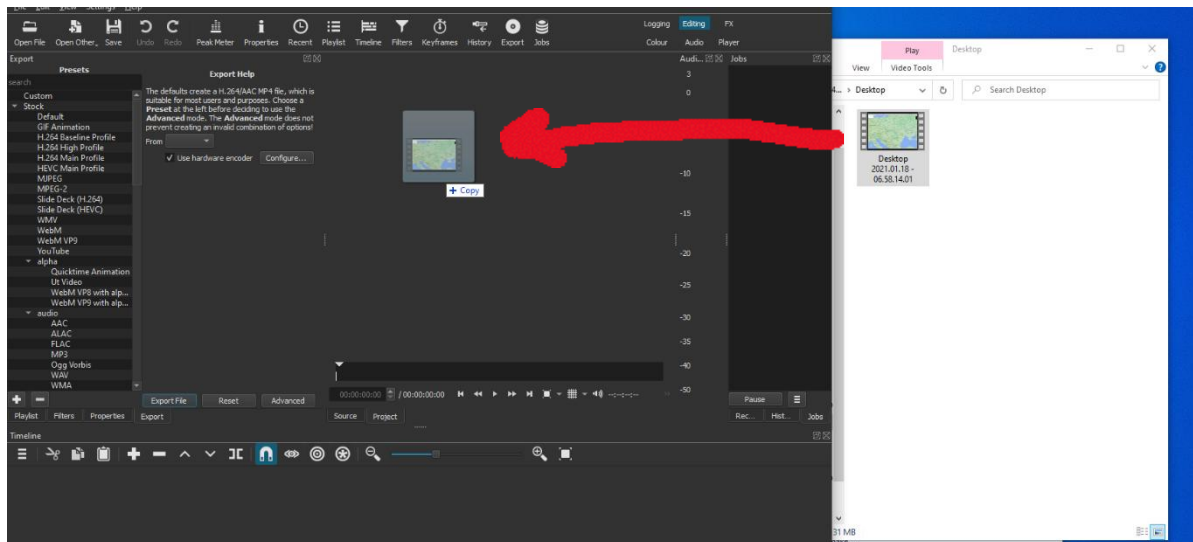 File Edit View Settings Help
Open File Open Other... Save Undo Redo Peak Meter Properties Recent Playlist Timeline Filters Keyframes History Export Jobs
Logging Editing FX
Colour Audio Player
Export
Presets
search
Custom
Stock
Default
GIF Animation
H.264 Baseline Profile
H.264 High Profile
H.264 Main Profile
HEVC Main Profile
MJPEG
MPEG-2
Slide Deck (H.264)
Slide Deck (HEVC)
WMV
WebM
WebM VP9
YouTube
alpha
Quicktime Animation
Ut Video
WebM VP8 with alp...
WebM VP9 with alp...
audio
AAC
ALAC
FLAC
MP3
Ogg Vorbis
WAV
WMA
Export Help
The defaults create a H.264/AAC MP4 file, which is
suitable for most users and purposes. Choose a
Preset at the left before deciding to use the
Advanced mode. The Advanced mode does not
prevent creating an invalid combination of options!
From
Use hardware encoder Configure...
Export File Reset Advanced
Playlist Filters Properties Export
+ Copy
00:00:00:00 / 00:00:00:00 --:--:--:--
Source Project
Audi...
3
0
-10
-15
-20
-25
-30
-35
-40
-50
Jobs
Pause
Rec... Hist... Jobs
Timeline
Play Desktop
View Video Tools
4... > Desktop Search Desktop
Desktop
2021.01.18 -
06.58.14.01
31 MB